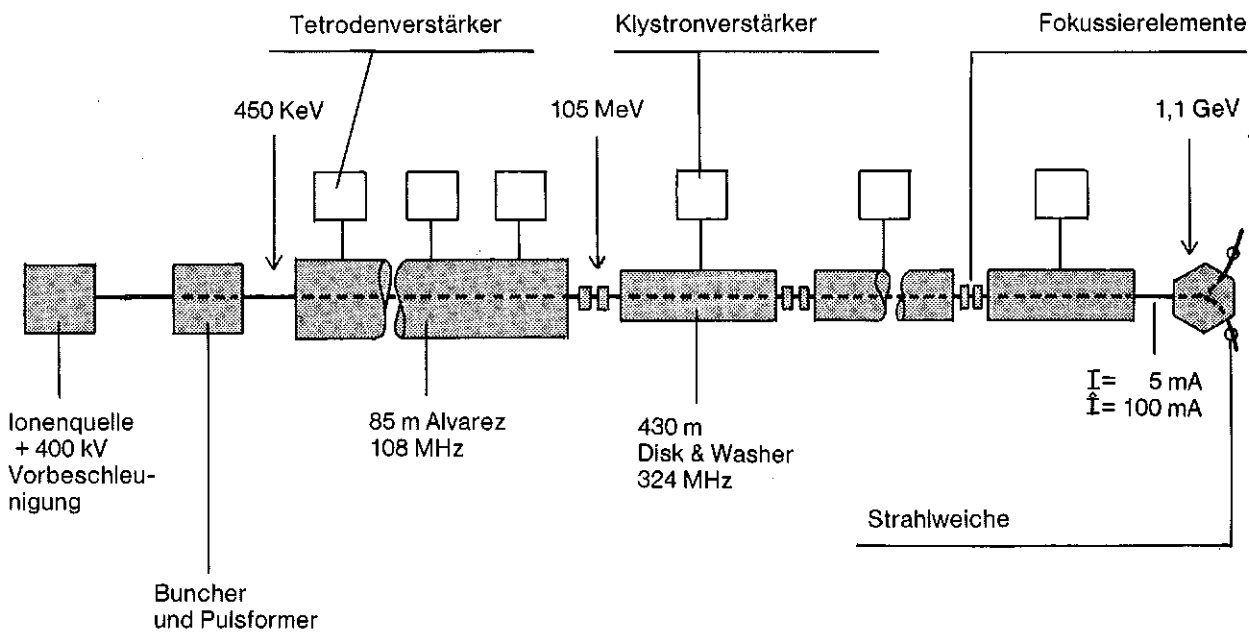 Tetrodenverstärker
Klystronverstärker
Fokussierelemente
450 KeV
105 MeV
1,1 GeV
Ionenquelle
+ 400 kV
Vorbeschleu-
nigung
85 m Alvarez
108 MHz
430 m
Disk & Washer
324 MHz
I = 5 mA
Î = 100 mA
Strahlweiche
Buncher
und Pulsformer